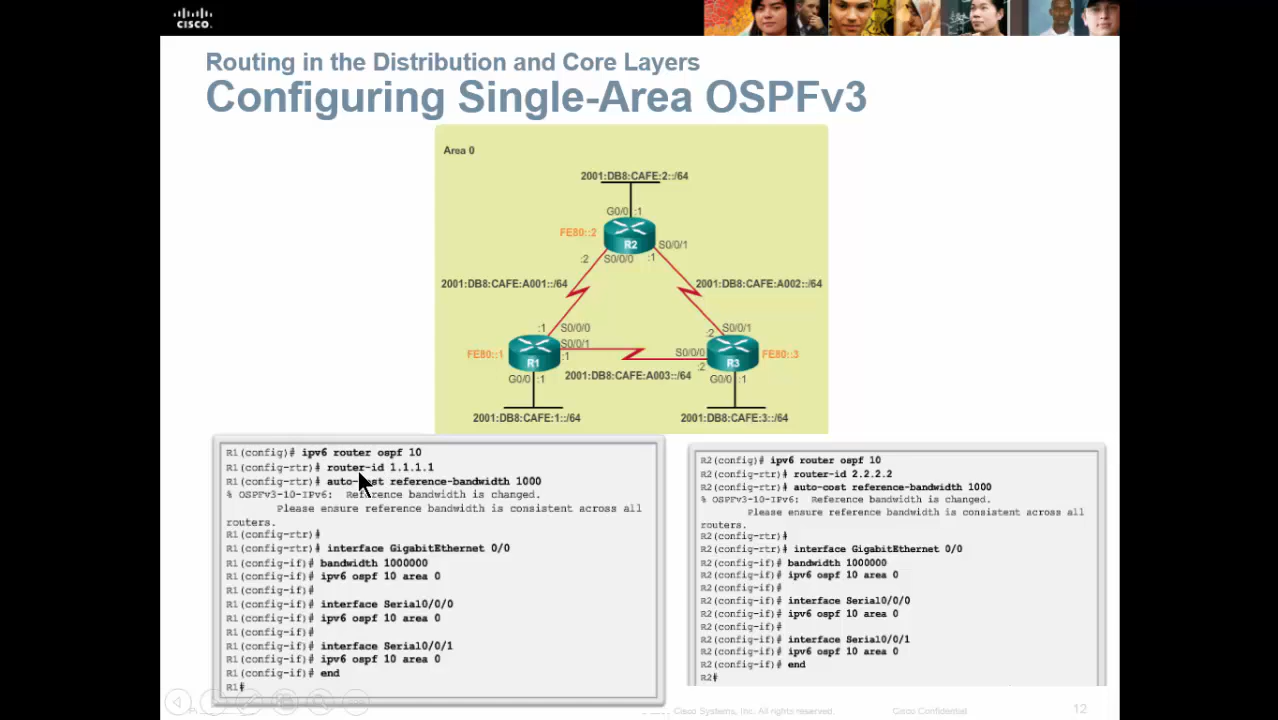 CISCO
Routing in the Distribution and Core Layers
Configuring Single-Area OSPFv3
Area 0
2001:DB8:CAFE:2::/64
G0/0 :1
FE80::2
R2
S0/0/1
:2 S0/0/0 :1
2001:DB8:CAFE:A001::/64
2001:DB8:CAFE:A002::/64
:1 S0/0/0
:2 S0/0/1
S0/0/1
FE80::1
R1
:1
S0/0/0
R3
FE80::3
:2
2001:DB8:CAFE:A003::/64
G0/0 :1
G0/0 :1
2001:DB8:CAFE:1::/64
2001:DB8:CAFE:3::/64
R1(config)# ipv6 router ospf 10
R1(config-rtr)# router-id 1.1.1.1
R1(config-rtr)# auto-cost reference-bandwidth 1000
% OSPFv3-10-IPv6: Reference bandwidth is changed.
Please ensure reference bandwidth is consistent across all
routers.
R1(config-rtr)#
R1(config-rtr)# interface GigabitEthernet 0/0
R1(config-if)# bandwidth 1000000
R1(config-if)# ipv6 ospf 10 area 0
R1(config-if)#
R1(config-if)# interface Serial0/0/0
R1(config-if)# ipv6 ospf 10 area 0
R1(config-if)#
R1(config-if)# interface Serial0/0/1
R1(config-if)# ipv6 ospf 10 area 0
R1(config-if)# end
R1#
R2(config)# ipv6 router ospf 10
R2(config-rtr)# router-id 2.2.2.2
R2(config-rtr)# auto-cost reference-bandwidth 1000
% OSPFv3-10-IPv6: Reference bandwidth is changed.
Please ensure reference bandwidth is consistent across all
routers.
R2(config-rtr)#
R2(config-rtr)# interface GigabitEthernet 0/0
R2(config-if)# bandwidth 1000000
R2(config-if)# ipv6 ospf 10 area 0
R2(config-if)#
R2(config-if)# interface Serial0/0/0
R2(config-if)# ipv6 ospf 10 area 0
R2(config-if)#
R2(config-if)# interface Serial0/0/1
R2(config-if)# ipv6 ospf 10 area 0
R2(config-if)# end
R2#
Cisco Systems, Inc. All rights reserved.
Cisco Confidential
12